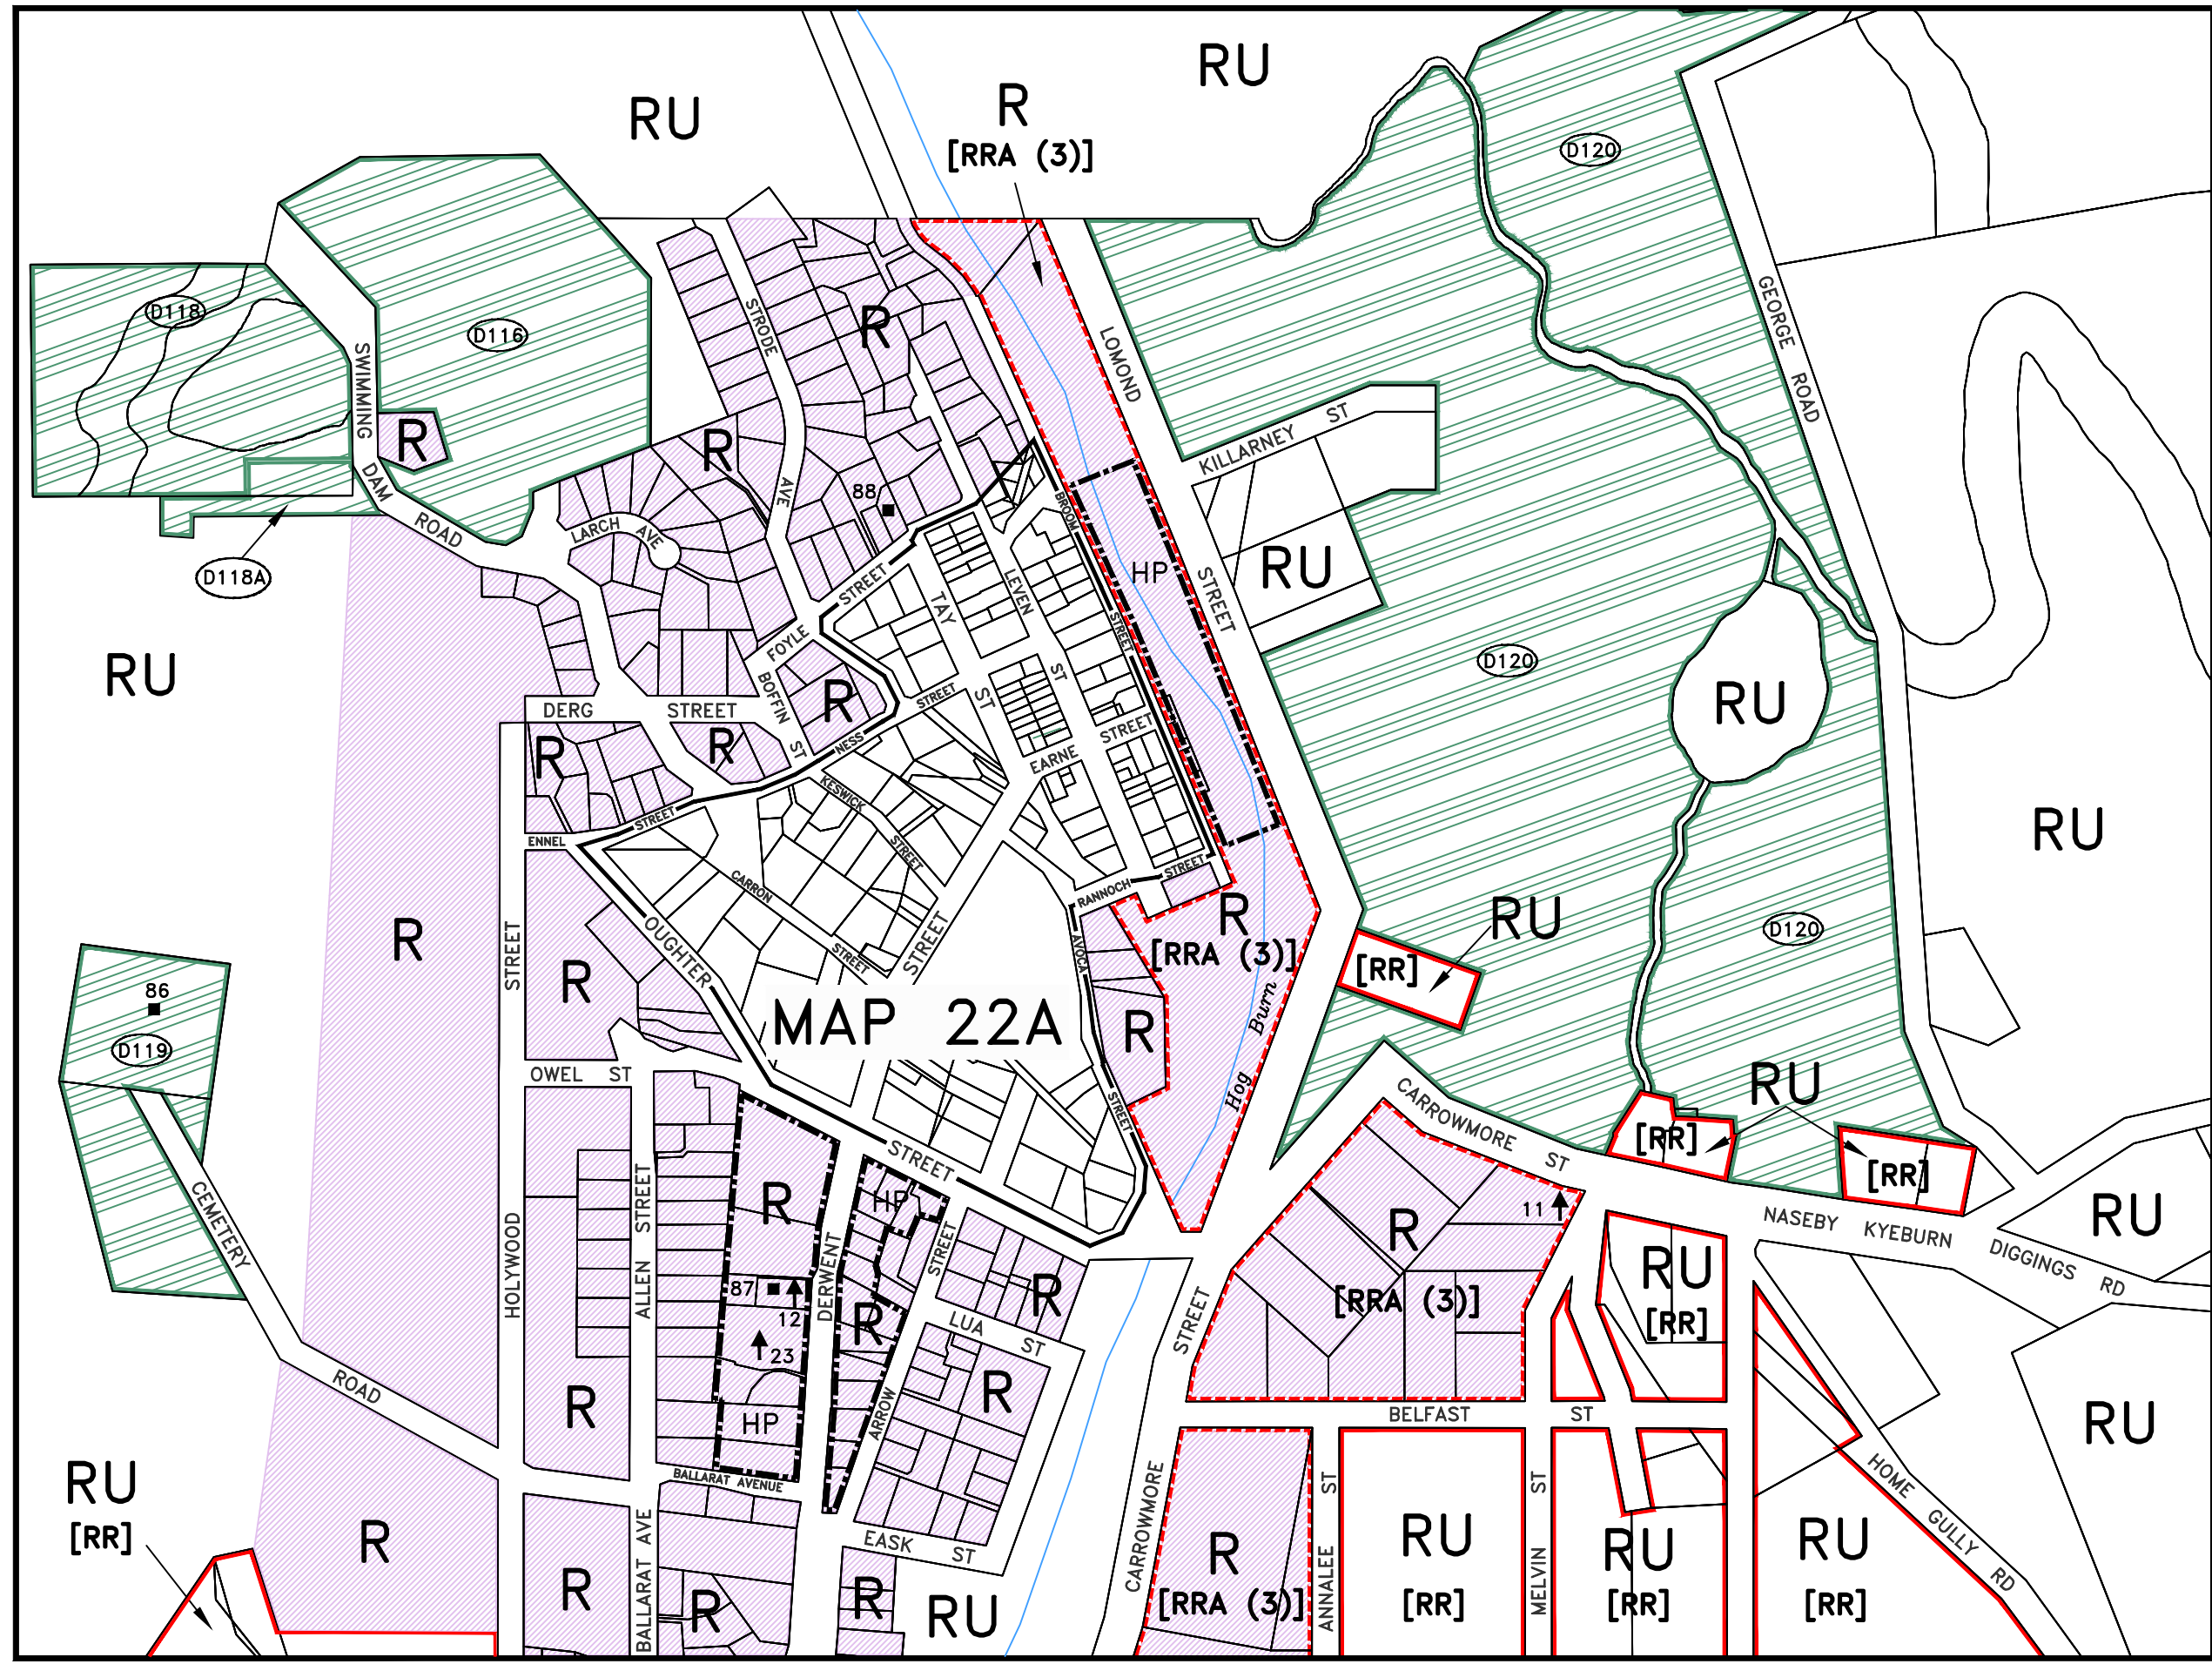 RU
R
[RRA (3)]
RU
D120
D118
D116
SWIMMING
DAM
ROAD
R
D118A
STRODE
AVE
R
R
88
LARCH AVE
LOMOND
STREET
KILLARNEY ST
GEORGE ROAD
BROOM
STREET
HP
RU
RU
FOYLE
STREET
TAY
ST
LEVEN
ST
BOFFIN
ST
R
DERG STREET
R
R
NESS
STREET
EARNE STREET
KESWICK
STREET
ENNEL
STREET
D120
RU
RU
CARRON
STREET
STREET
RANNOCH STREET
OUGHTER
STREET
R
R
HOLYWOOD
STREET
AVOCA
STREET
R
R
[RRA (3)]
Hog Burn
MAP 22A
RU
[RR]
D120
86
D119
OWEL ST
CEMETERY
ROAD
CARROWMORE ST
RU
[RR]
[RR]
NASEBY KYEBURN DIGGINGS RD
RU
ALLEN STREET
R
HP
87
12
23
HP
DERWENT
R
ARROW
STREET
R
LUA ST
R
R
11
R
[RRA (3)]
RU
[RR]
STREET
CARROWMORE
BELFAST ST
BALLARAT AVENUE
EASK ST
RU
RU
[RR]
R
R
BALLARAT AVE
R
R
RU
R
[RRA (3)]
ANNALEE ST
RU
[RR]
MELVIN ST
RU
[RR]
RU
[RR]
HOME GULLY RD